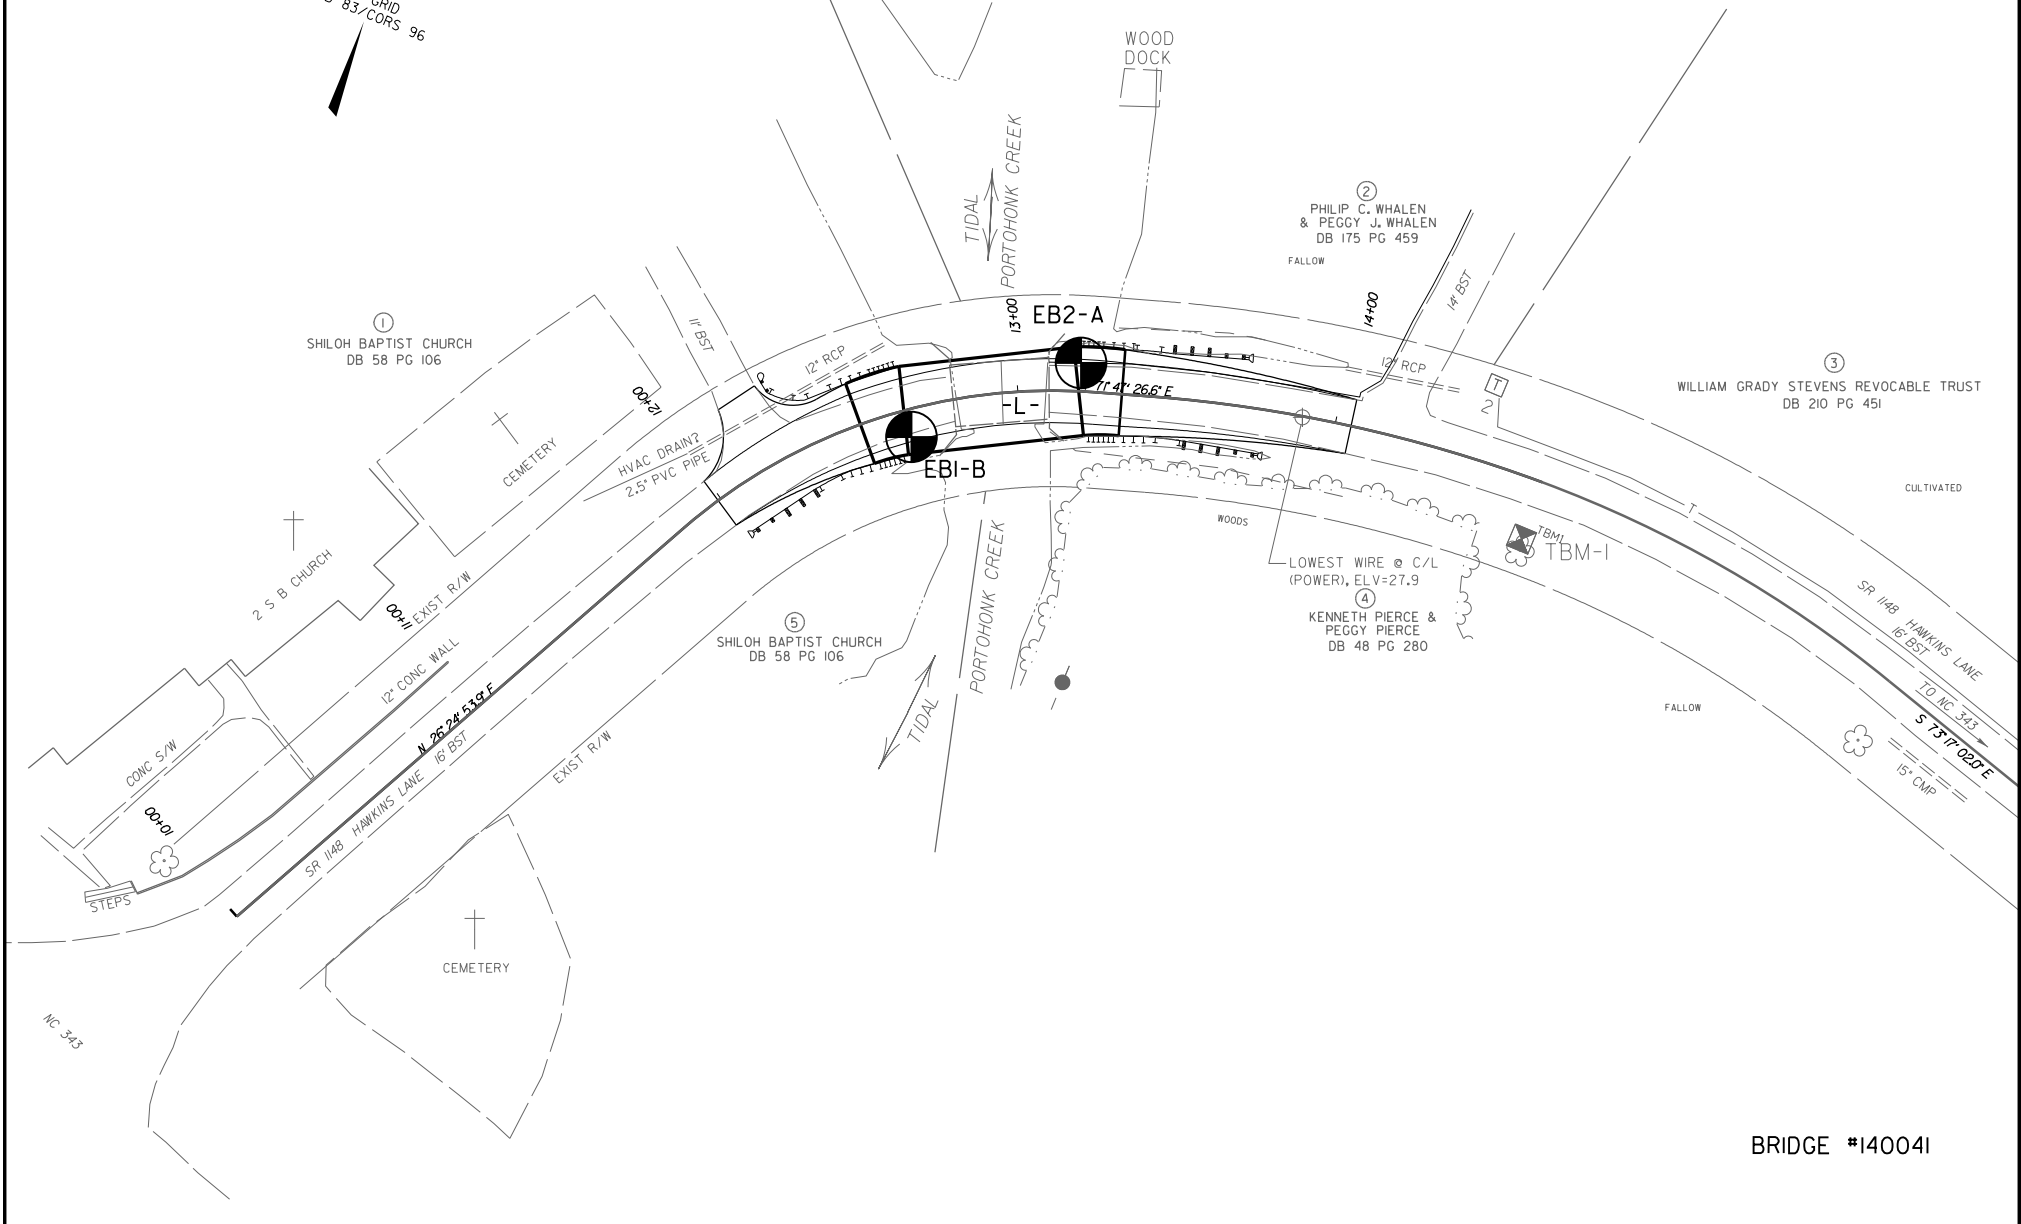 GRID
83/CORS 96
WOOD
DOCK
TIDAL
PORTOHONK CREEK
2
PHILIP C. WHALEN
& PEGGY J. WHALEN
DB 175 PG 459
FALLOW
14' BST
13+00
EB2-A
14+00
1
SHILOH BAPTIST CHURCH
DB 58 PG 106
11' BST
12" RCP
12" RCP
T
2
3
WILLIAM GRADY STEVENS REVOCABLE TRUST
DB 210 PG 451
71° 47' 26.6" E
-L-
12+00
CEMETERY
HVAC DRAIN?
2.5" PVC PIPE
EB1-B
CULTIVATED
T
WOODS
TBM1
TBM-1
LOWEST WIRE @ C/L
(POWER), ELV=27.9
4
KENNETH PIERCE &
PEGGY PIERCE
DB 48 PG 280
2 S B CHURCH
11+00
EXIST R/W
5
SHILOH BAPTIST CHURCH
DB 58 PG 106
PORTOHONK CREEK
TIDAL
12" CONC WALL
N 26° 24' 53.9" E
16' BST
EXIST R/W
SR 1148 HAWKINS LANE
16' BST
TO NC 343
S 73° 17' 02.0" E
FALLOW
15" CMP
CONC S/W
10+00
SR 1148 HAWKINS LANE
STEPS
CEMETERY
NC 343
BRIDGE #140041